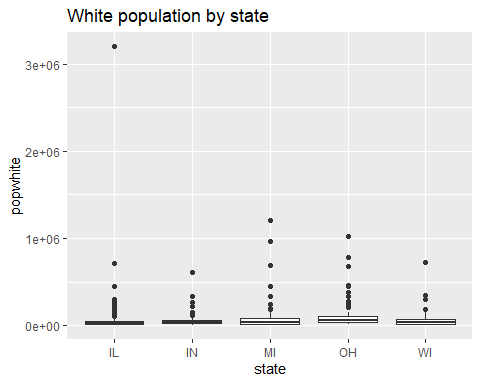 White population by state
popwhite
3e+06
2e+06
1e+06
0e+00
IL IN MI OH WI
state